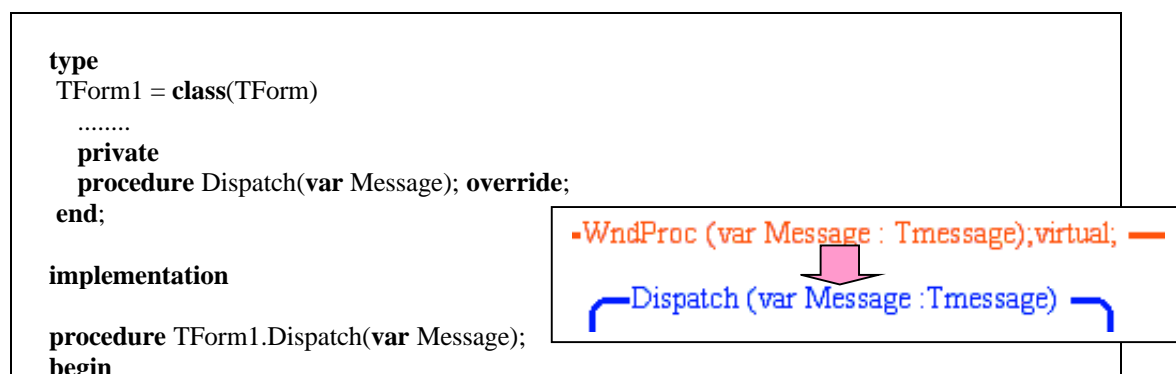 type
TForm1 = class(TForm)
........
private
procedure Dispatch(var Message); override;
end;
implementation
procedure TForm1.Dispatch(var Message);
begin
WndProc (var Message : Tmessage);virtual;
Dispatch (var Message :Tmessage)